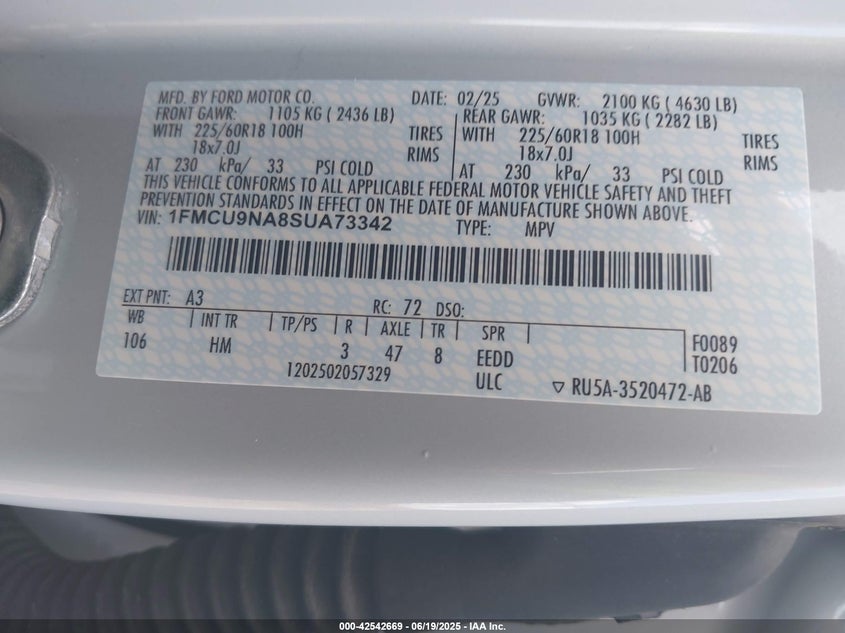 MFD. BY FORD MOTOR CO. DATE: 02/25 GVWR: 2100 KG ( 4630 LB)
FRONT GAWR: 1105 KG ( 2436 LB) REAR GAWR: 1035 KG ( 2282 LB)
WITH 225/60R18 100H TIRES WITH 225/60R18 100H TIRES
18x7.0J RIMS 18x7.0J RIMS
AT 230 kPa/ 33 PSI COLD AT 230 kPa/ 33 PSI COLD
THIS VEHICLE CONFORMS TO ALL APPLICABLE FEDERAL MOTOR VEHICLE SAFETY AND THEFT
PREVENTION STANDARDS IN EFFECT ON THE DATE OF MANUFACTURE SHOWN ABOVE.
VIN: 1FMCU9NA8SUA73342 TYPE: MPV
EXT PNT: A3 RC: 72 DSO:
WB INT TR TP/PS R AXLE TR SPR F0089
106 HM 3 47 8 EEDD T0206
1202502057329 ULC ▽ RU5A-3520472-AB
000-42542669 - 06/19/2025 - IAA Inc.